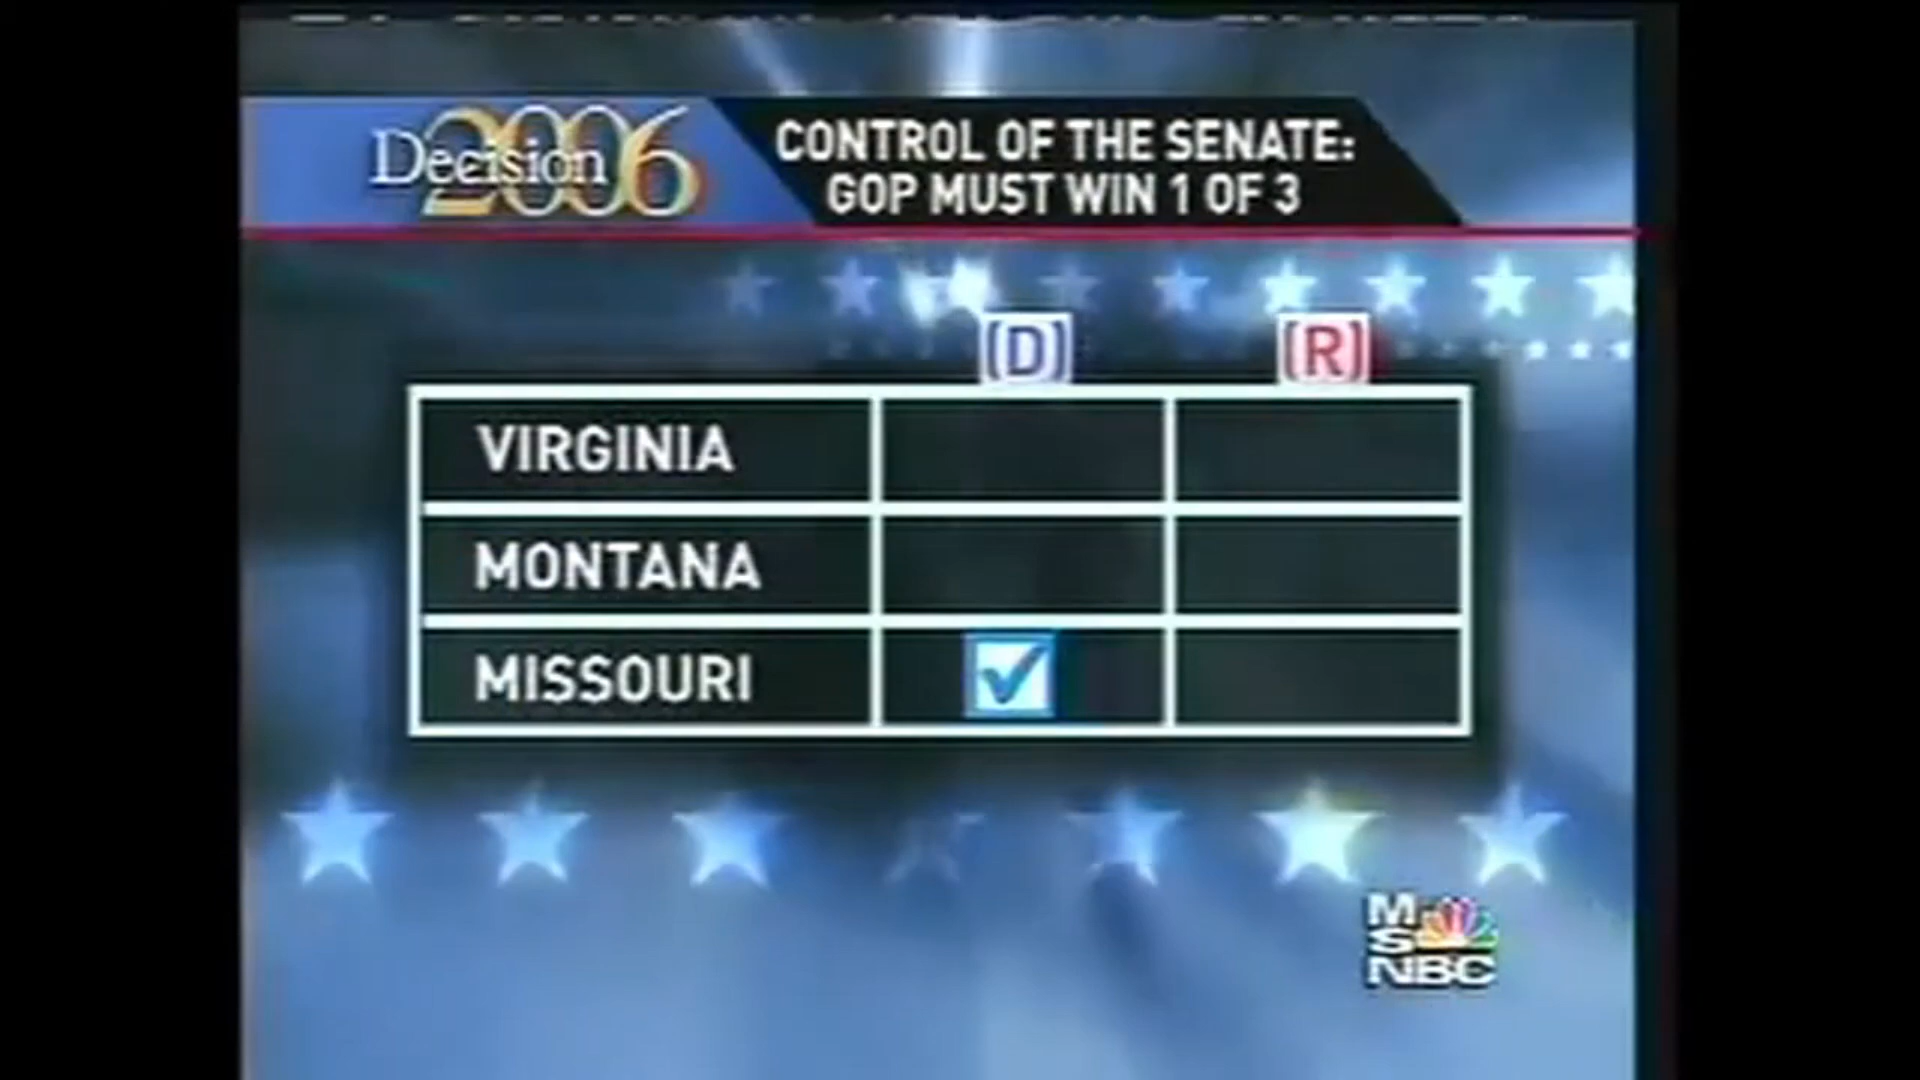 Decision 2006
CONTROL OF THE SENATE:
GOP MUST WIN 1 OF 3
(D) (R)
VIRGINIA
MONTANA
MISSOURI
MSNBC